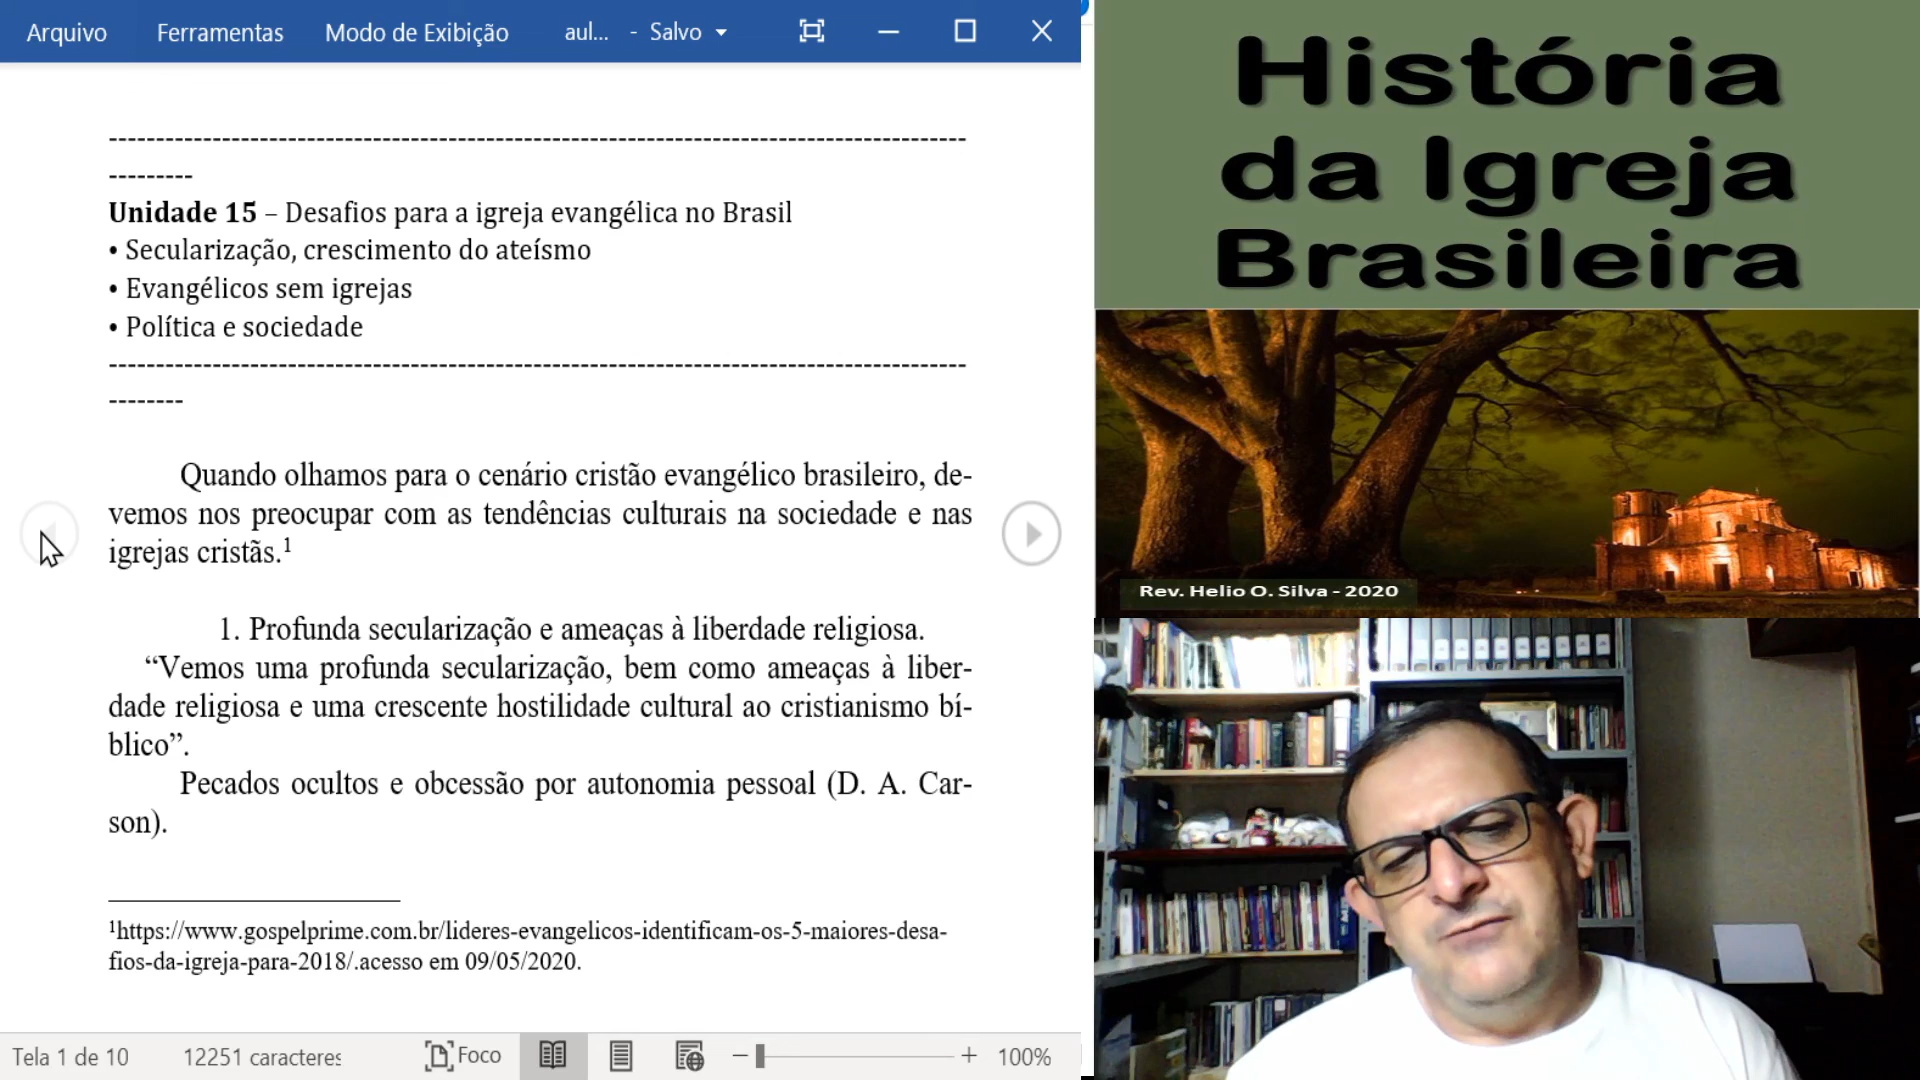 Arquivo Ferramentas Modo de Exibição aul... - Salvo
-------------------------------------------------------------------------------------------
---------
Unidade 15 – Desafios para a igreja evangélica no Brasil
• Secularização, crescimento do ateísmo
• Evangélicos sem igrejas
• Política e sociedade
-------------------------------------------------------------------------------------------
--------
Quando olhamos para o cenário cristão evangélico brasileiro, de-
vemos nos preocupar com as tendências culturais na sociedade e nas
igrejas cristãs.¹
1. Profunda secularização e ameaças à liberdade religiosa.
“Vemos uma profunda secularização, bem como ameaças à liber-
dade religiosa e uma crescente hostilidade cultural ao cristianismo bí-
blico”.
Pecados ocultos e obcessão por autonomia pessoal (D. A. Car-
son).
¹https://www.gospelprime.com.br/lideres-evangelicos-identificam-os-5-maiores-desa-
fios-da-igreja-para-2018/.acesso em 09/05/2020.
Tela 1 de 10 12251 caracteres Foco 100%
História
da Igreja
Brasileira
Rev. Helio O. Silva - 2020